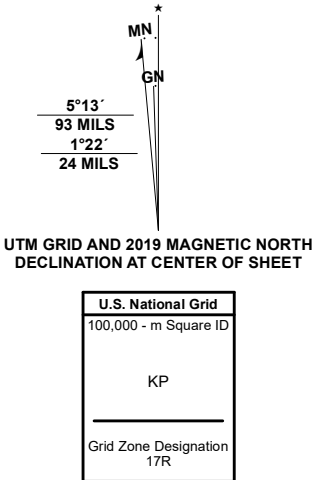 ★
MN
GN
5°13´
93 MILS
1°22´
24 MILS
UTM GRID AND 2019 MAGNETIC NORTH
DECLINATION AT CENTER OF SHEET
U.S. National Grid
100,000 - m Square ID
KP
Grid Zone Designation
17R